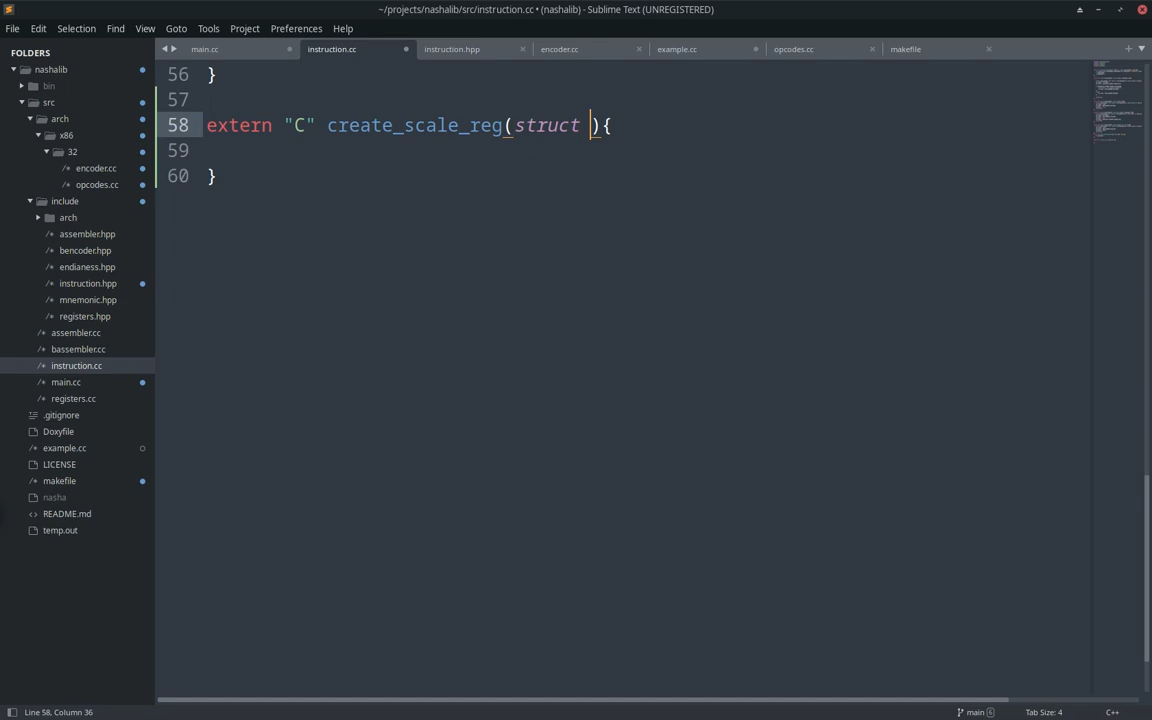 ~/projects/nashalib/src/instruction.cc • (nashalib) - Sublime Text (UNREGISTERED)
File Edit Selection Find View Goto Tools Project Preferences Help
FOLDERS
nashalib
bin
src
arch
x86
32
encoder.cc
opcodes.cc
include
arch
assembler.hpp
bencoder.hpp
endianess.hpp
instruction.hpp
mnemonic.hpp
registers.hpp
assembler.cc
bassembler.cc
instruction.cc
main.cc
registers.cc
.gitignore
Doxyfile
example.cc
LICENSE
makefile
nasha
README.md
temp.out
main.cc instruction.cc instruction.hpp encoder.cc example.cc opcodes.cc makefile
56 }
57
58 extern "C" create_scale_reg(struct ){
59
60 }
Line 58, Column 36
main 6
Tab Size: 4
C++